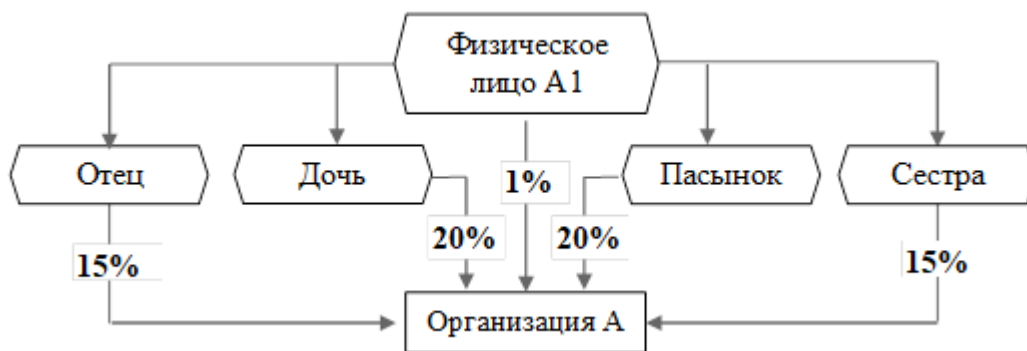 Физическое
лицо А1
Отец
Дочь
1%
Пасынок
Сестра
15%
20%
20%
15%
Организация А